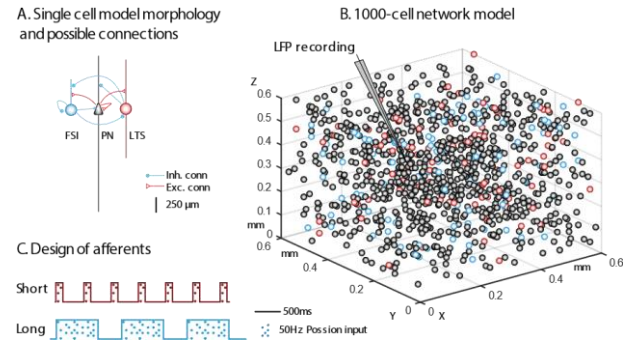 A. Single cell model morphology
and possible connections
B. 1000-cell network model
LFP recording
FSI PN LTS
Inh. conn
Exc. conn
250 µm
Z
0.6
0.5
0.4
0.3
0.2
0.1
mm 0
0.6
mm
0.4
0.2
Y 0
0 X
0.2
0.4
mm
0.6
C. Design of afferents
Short
Long
500ms
50Hz Possion input